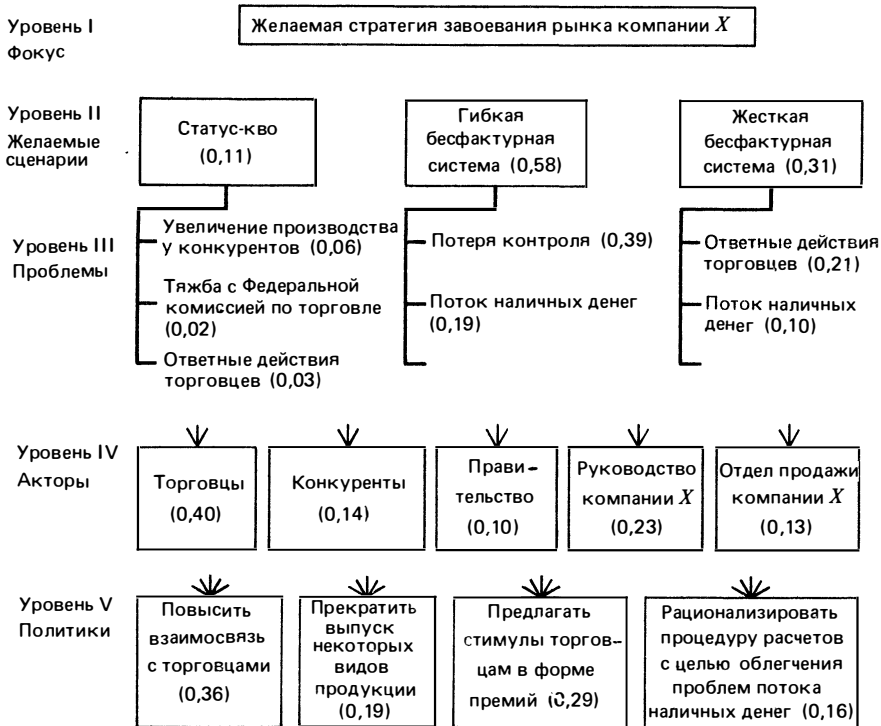 Уровень I
Фокус
Желаемая стратегия завоевания рынка компании X
Уровень II
Желаемые
сценарии
Статус-кво
(0,11)
Гибкая
бесфактурная
система (0,58)
Жесткая
бесфактурная
система (0,31)
Уровень III
Проблемы
Увеличение производства
у конкурентов (0,06)
Тяжба с Федеральной
комиссией по торговле
(0,02)
Ответные действия
торговцев (0,03)
Потеря контроля (0,39)
Поток наличных денег
(0,19)
Ответные действия
торговцев (0,21)
Поток наличных
денег (0,10)
Уровень IV
Акторы
Торговцы
(0,40)
Конкуренты
(0,14)
Прави-
тельство
(0,10)
Руководство
компании X
(0,23)
Отдел продажи
компании X
(0,13)
Уровень V
Политики
Повысить
взаимосвязь
с торговцами
(0,36)
Прекратить
выпуск
некоторых
видов
продукции
(0,19)
Предлагать
стимулы торгов-
цам в форме
премий (0,29)
Рационализировать
процедуру расчетов
с целью облегчения
проблем потока
наличных денег (0,16)